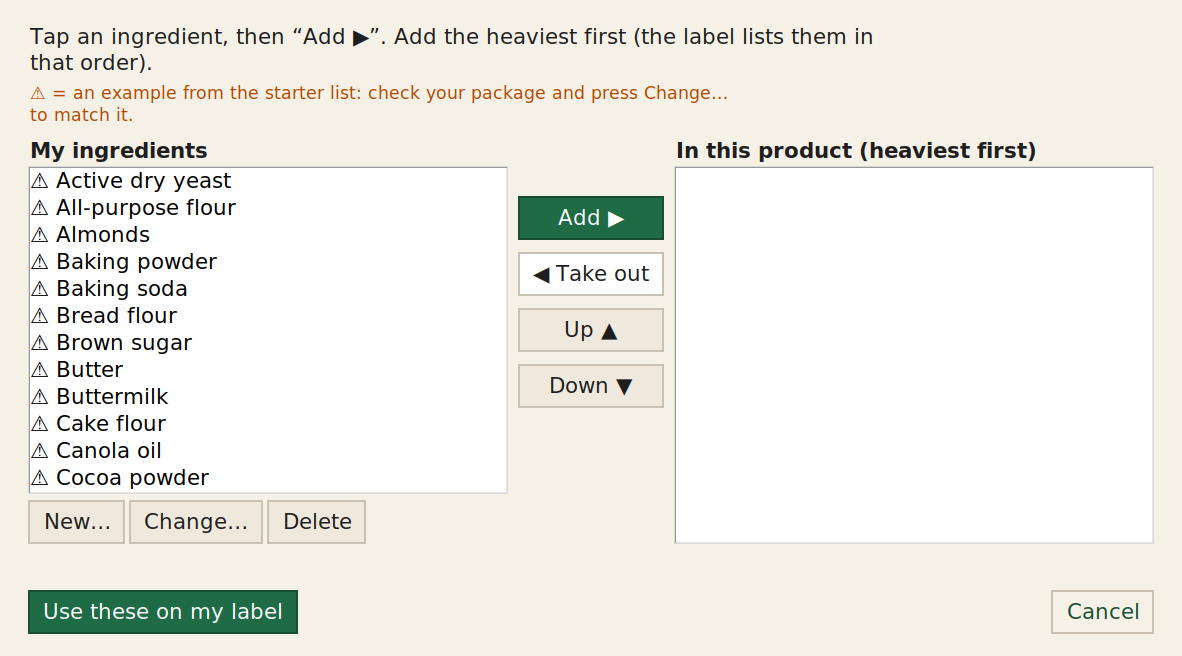 Tap an ingredient, then “Add ▶”. Add the heaviest first (the label lists them in
that order).
⚠ = an example from the starter list: check your package and press Change…
to match it.
My ingredients
⚠ Active dry yeast
⚠ All-purpose flour
⚠ Almonds
⚠ Baking powder
⚠ Baking soda
⚠ Bread flour
⚠ Brown sugar
⚠ Butter
⚠ Buttermilk
⚠ Cake flour
⚠ Canola oil
⚠ Cocoa powder
New…
Change…
Delete
Add ▶
◀ Take out
Up ▲
Down ▼
In this product (heaviest first)
Use these on my label
Cancel